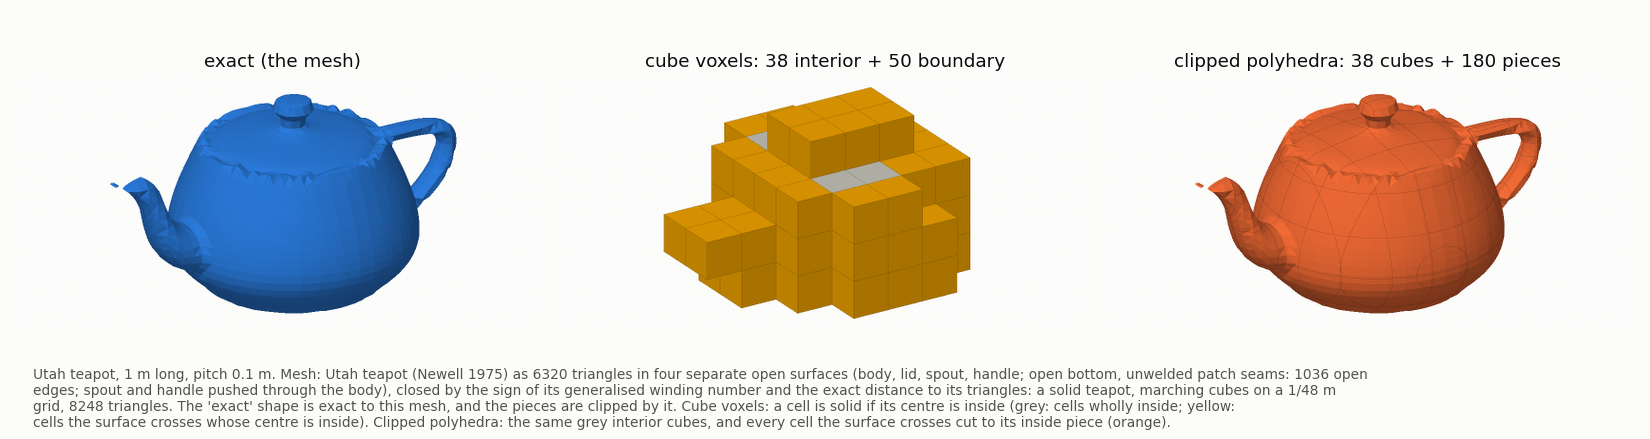 exact (the mesh)
cube voxels: 38 interior + 50 boundary
clipped polyhedra: 38 cubes + 180 pieces
Utah teapot, 1 m long, pitch 0.1 m. Mesh: Utah teapot (Newell 1975) as 6320 triangles in four separate open surfaces (body, lid, spout, handle; open bottom, unwelded patch seams: 1036 open
edges; spout and handle pushed through the body), closed by the sign of its generalised winding number and the exact distance to its triangles: a solid teapot, marching cubes on a 1/48 m
grid, 8248 triangles. The 'exact' shape is exact to this mesh, and the pieces are clipped by it. Cube voxels: a cell is solid if its centre is inside (grey: cells wholly inside; yellow:
cells the surface crosses whose centre is inside). Clipped polyhedra: the same grey interior cubes, and every cell the surface crosses cut to its inside piece (orange).